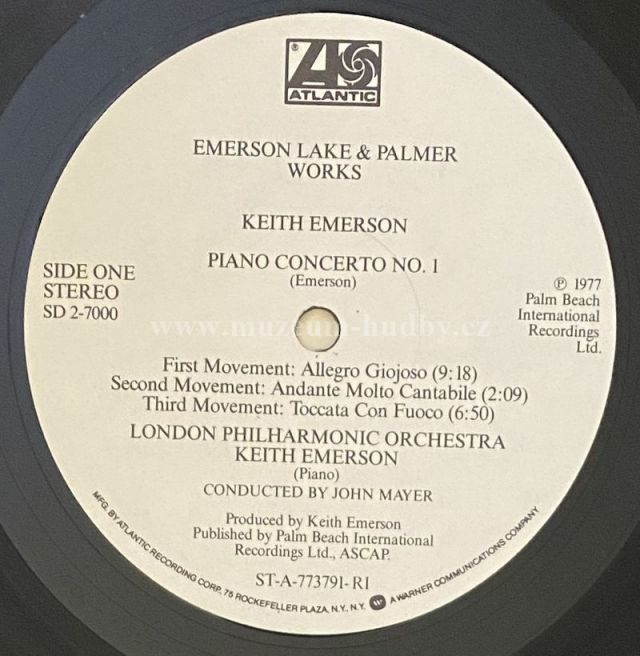 ®
ATLANTIC
EMERSON LAKE & PALMER
WORKS
KEITH EMERSON
PIANO CONCERTO NO. 1
(Emerson)
SIDE ONE
STEREO
SD 2-7000
℗ 1977
Palm Beach
International
Recordings
Ltd.
www.muzeum-hudby.cz
First Movement: Allegro Giojoso (9:18)
Second Movement: Andante Molto Cantabile (2:09)
Third Movement: Toccata Con Fuoco (6:50)
LONDON PHILHARMONIC ORCHESTRA
KEITH EMERSON
(Piano)
CONDUCTED BY JOHN MAYER
Produced by Keith Emerson
Published by Palm Beach International
Recordings Ltd., ASCAP.
ST-A-773791-RI
MFG. BY ATLANTIC RECORDING CORP., 75 ROCKEFELLER PLAZA, N.Y. N.Y. A WARNER COMMUNICATIONS COMPANY